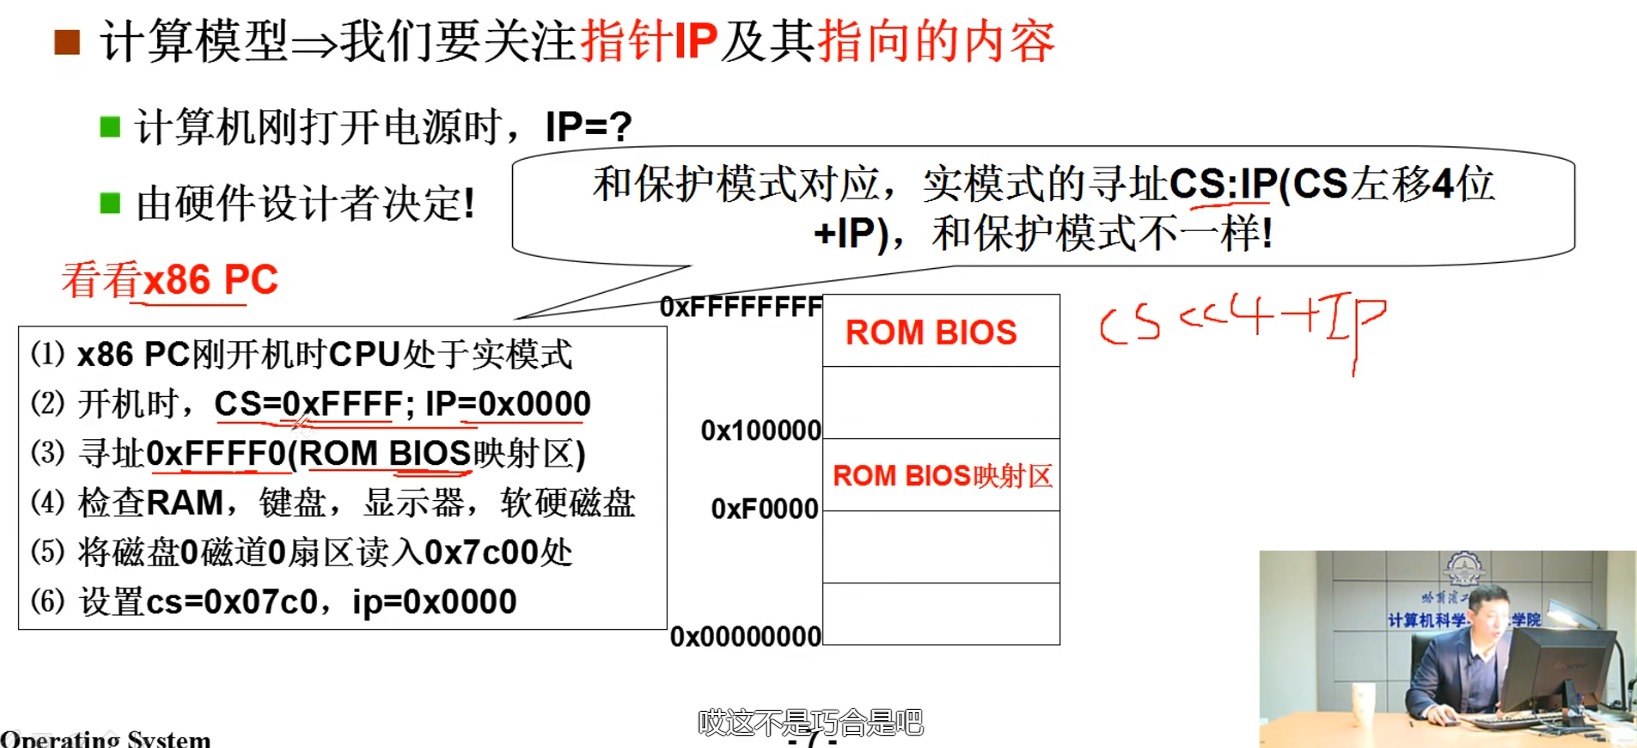 计算模型⇒我们要关注指针IP及其指向的内容
计算机刚打开电源时，IP=?
由硬件设计者决定!
和保护模式对应，实模式的寻址CS:IP(CS左移4位
+IP)，和保护模式不一样!
看看x86 PC
⑴ x86 PC刚开机时CPU处于实模式
⑵ 开机时，CS=0xFFFF; IP=0x0000
⑶ 寻址0xFFFF0(ROM BIOS映射区)
⑷ 检查RAM，键盘，显示器，软硬磁盘
⑸ 将磁盘0磁道0扇区读入0x7c00处
⑹ 设置cs=0x07c0，ip=0x0000
0xFFFFFFFF
ROM BIOS
0x100000
ROM BIOS映射区
0xF0000
0x00000000
CS<<4+IP
计算机科学
学院
哎这不是巧合是吧
Operating System
- 7 -